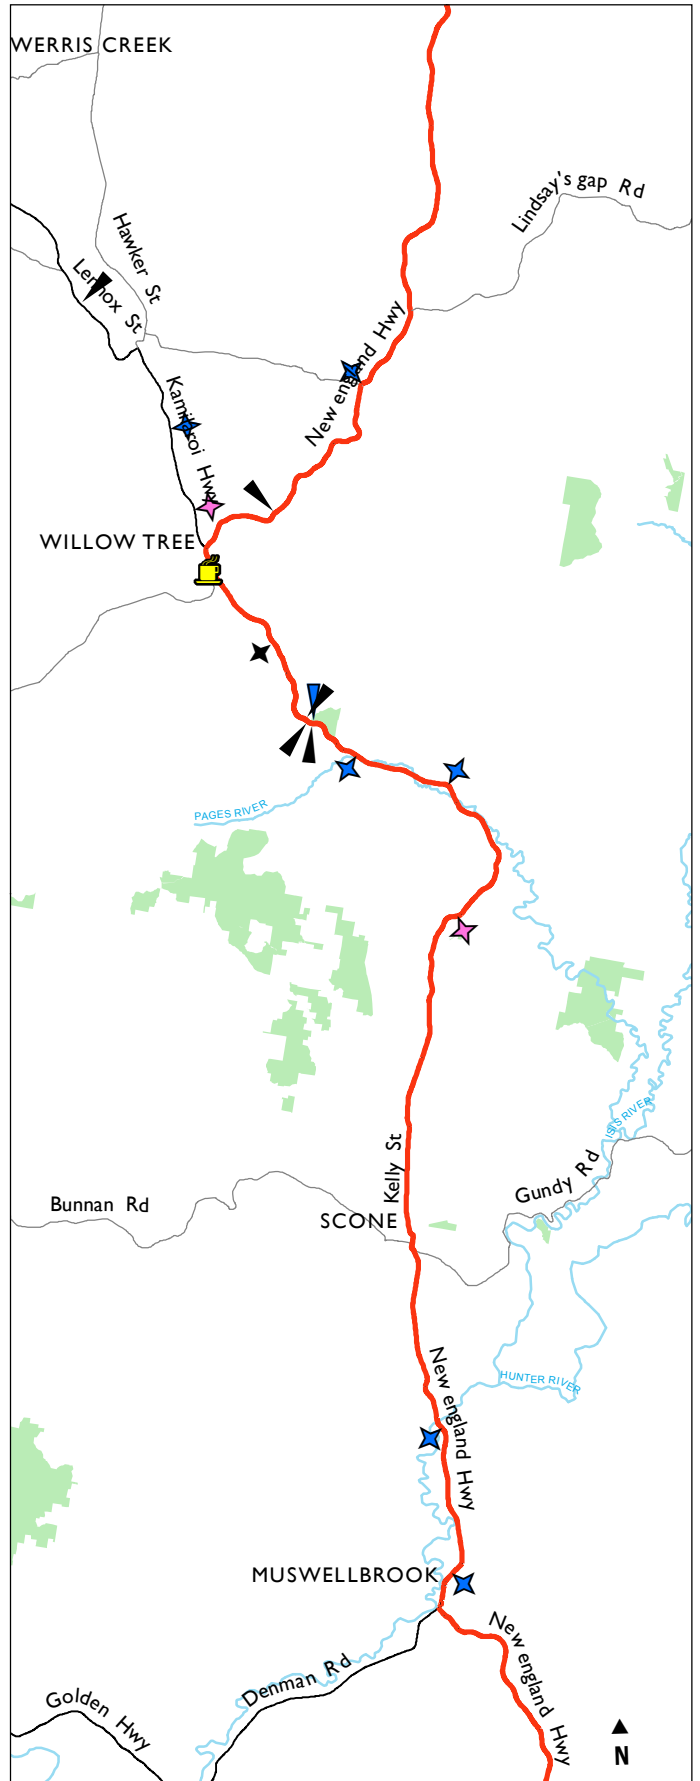 WERRIS CREEK
Lindsay's gap Rd
Hawker St
Lennox St
New england Hwy
Kamilaroi Hwy
WILLOW TREE
PAGES RIVER
ISIS RIVER
Kelly St
Gundy Rd
Bunnan Rd
SCONE
New england Hwy
HUNTER RIVER
MUSWELLBROOK
New england Hwy
Denman Rd
Golden Hwy
N